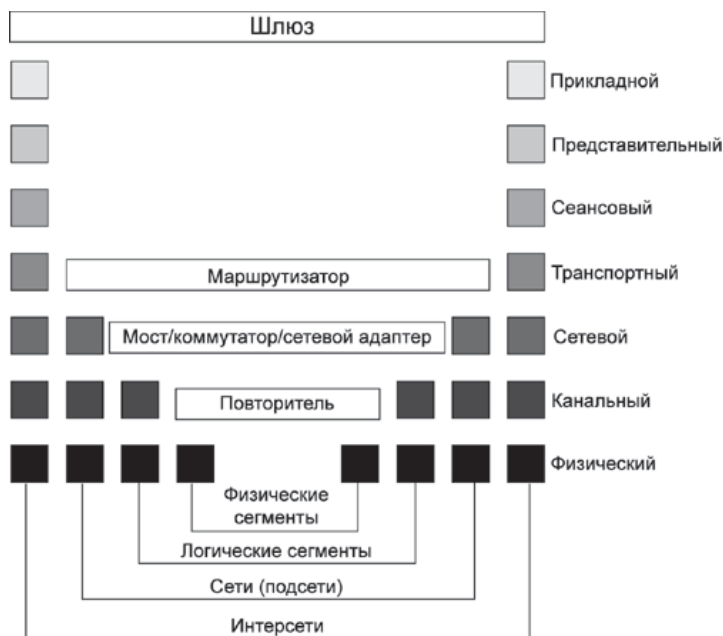 Шлюз
Прикладной
Представительный
Сеансовый
Маршрутизатор
Транспортный
Мост/коммутатор/сетевой адаптер
Сетевой
Повторитель
Канальный
Физический
Физические
сегменты
Логические сегменты
Сети (подсети)
Интерсети